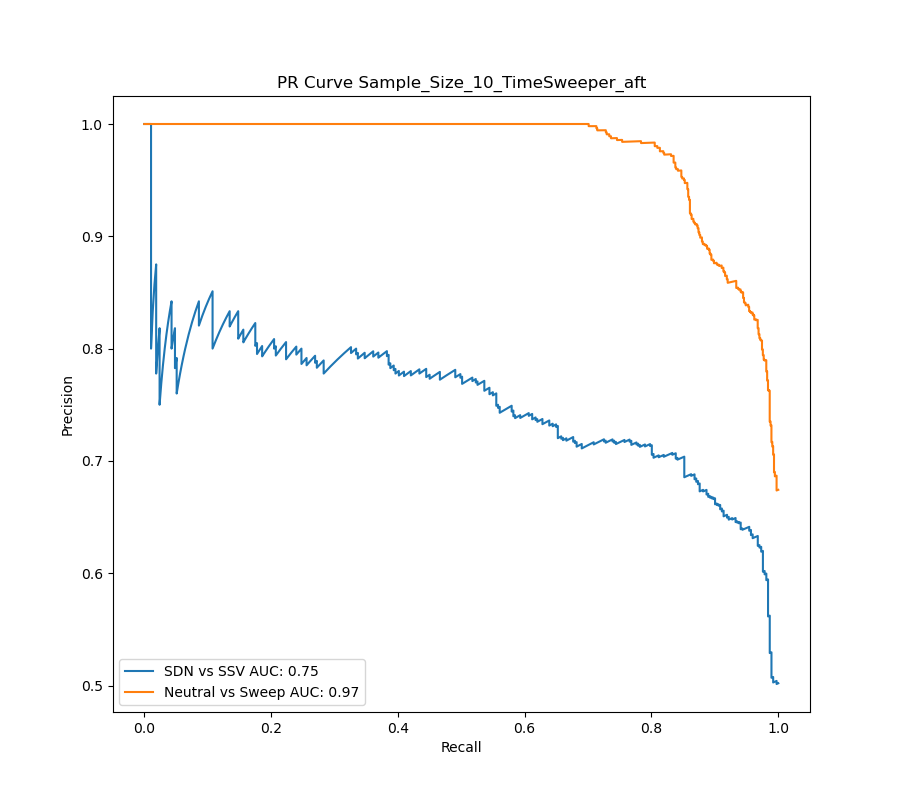 PR Curve Sample_Size_10_TimeSweeper_aft
1.0
0.9
0.8
0.7
0.6
0.5
Precision
SDN vs SSV AUC: 0.75
Neutral vs Sweep AUC: 0.97
0.0 0.2 0.4 0.6 0.8 1.0
Recall